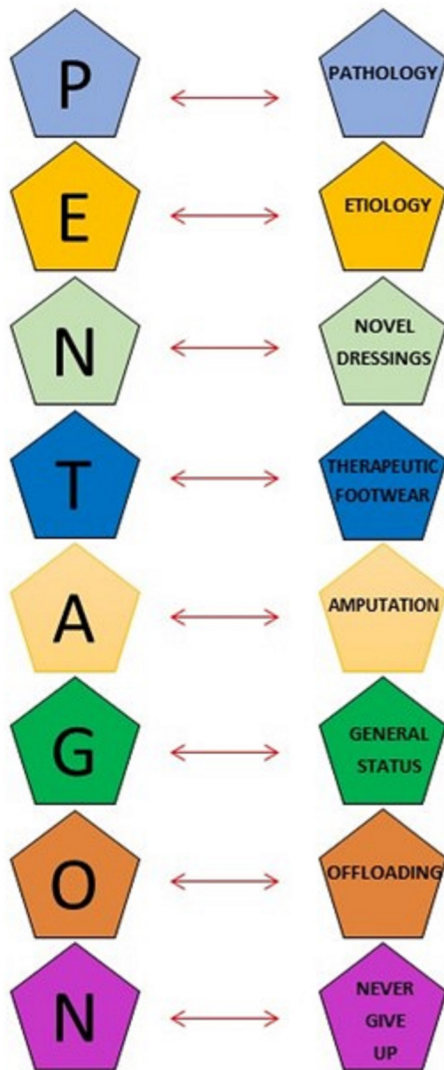 P
PATHOLOGY
E
ETIOLOGY
N
NOVEL
DRESSINGS
T
THERAPEUTIC
FOOTWEAR
A
AMPUTATION
G
GENERAL
STATUS
O
OFFLOADING
N
NEVER
GIVE
UP